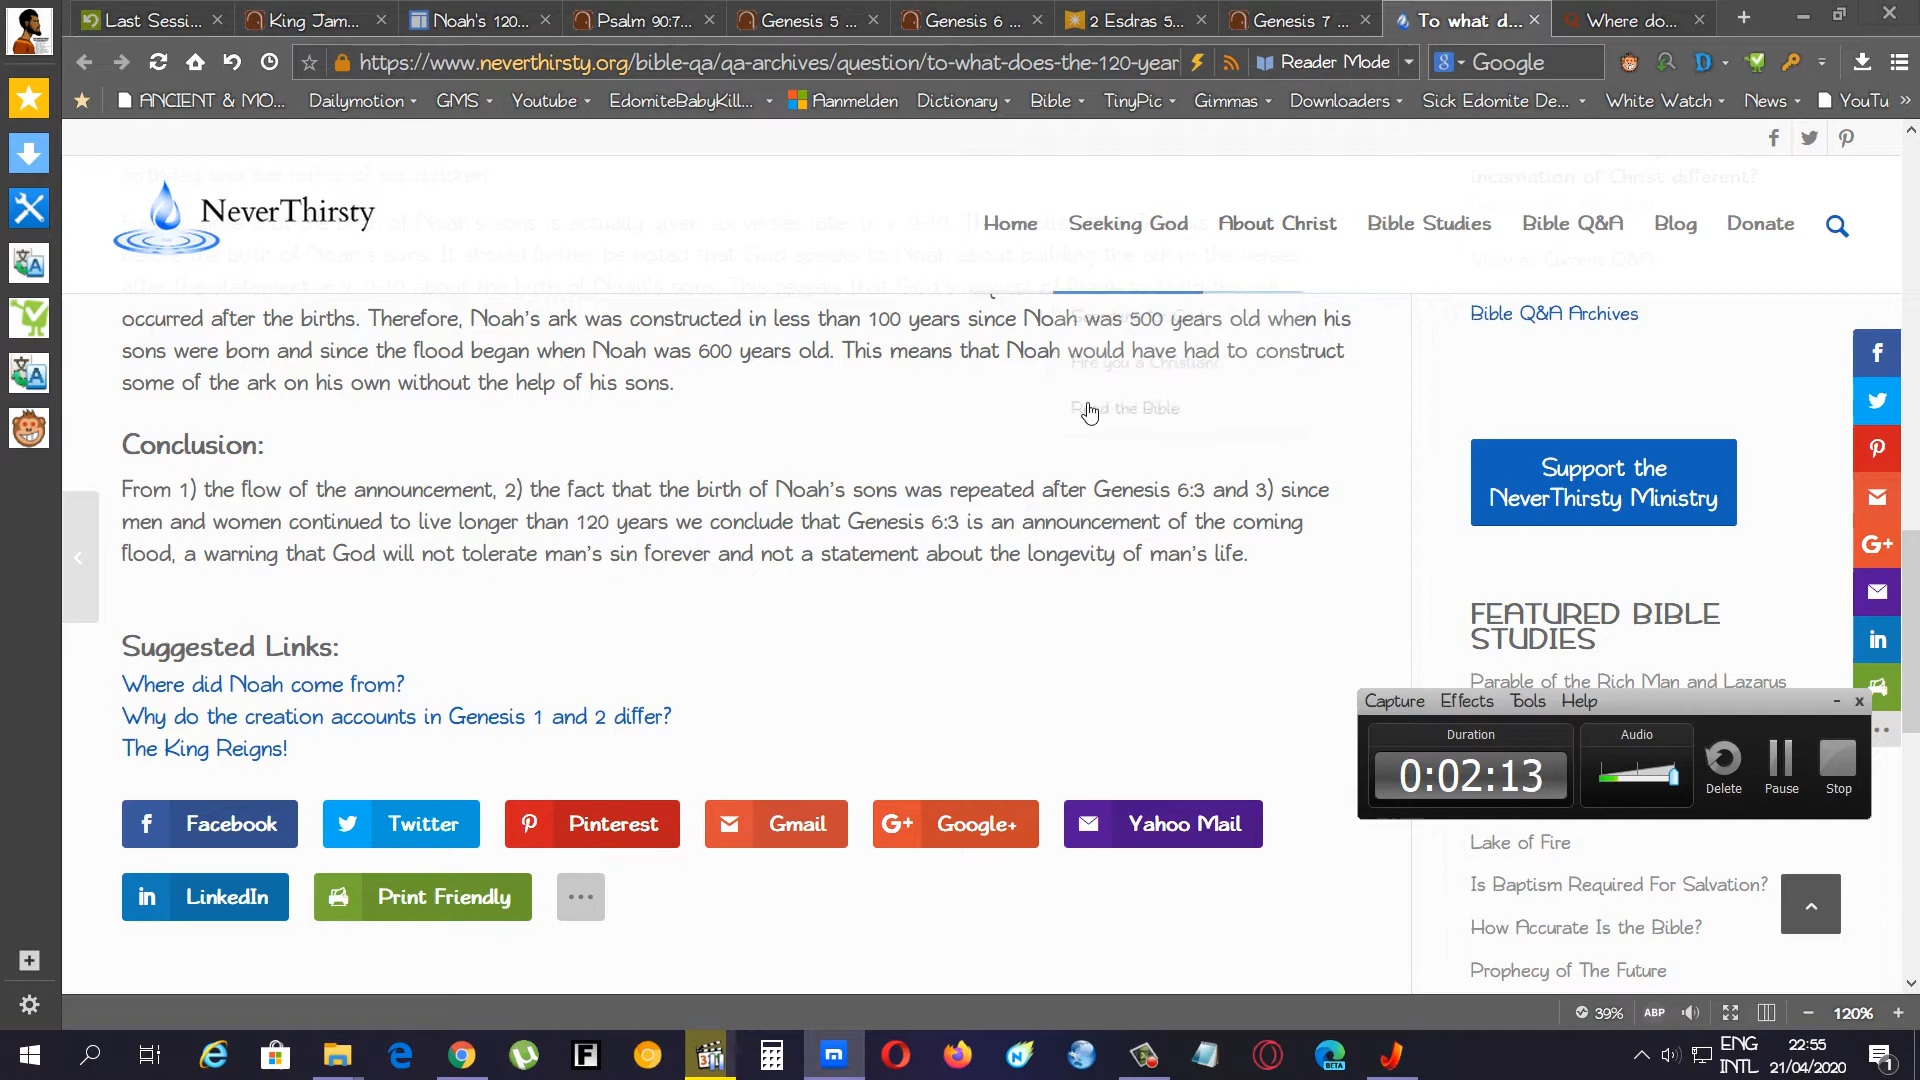 Last Sessi...
King Jam...
Noah's 120...
Psalm 90:7...
Genesis 5 ...
Genesis 6 ...
2 Esdras 5...
Genesis 7 ...
To what d...
Where do...
https://www.neverthirsty.org/bible-qa/qa-archives/question/to-what-does-the-120-year
Reader Mode
Google
ANCIENT & MO...
Dailymotion
GMS
Youtube
EdomiteBabyKill...
Aanmelden
Dictionary
Bible
TinyPic
Gimmas
Downloaders
Sick Edomite De...
White Watch
News
YouTu
NeverThirsty
Home
Seeking God
About Christ
Bible Studies
Bible Q&A
Blog
Donate
incarnation of Christ different?
Are you a Christian?
Read the Bible
occurred after the births. Therefore, Noah's ark was constructed in less than 100 years since Noah was 500 years old when his
sons were born and since the flood began when Noah was 600 years old. This means that Noah would have had to construct
some of the ark on his own without the help of his sons.
Conclusion:
From 1) the flow of the announcement, 2) the fact that the birth of Noah's sons was repeated after Genesis 6:3 and 3) since
men and women continued to live longer than 120 years we conclude that Genesis 6:3 is an announcement of the coming
flood, a warning that God will not tolerate man's sin forever and not a statement about the longevity of man's life.
Suggested Links:
Where did Noah come from?
Why do the creation accounts in Genesis 1 and 2 differ?
The King Reigns!
Facebook
Twitter
Pinterest
Gmail
G+ Google+
Yahoo Mail
in LinkedIn
Print Friendly
Bible Q&A Archives
Support the
NeverThirsty Ministry
FEATURED BIBLE
STUDIES
Parable of the Rich Man and Lazarus
Capture
Effects
Tools
Help
Duration
0:02:13
Audio
Delete
Pause
Stop
Lake of Fire
Is Baptism Required For Salvation?
How Accurate Is the Bible?
Prophecy of The Future
G+
in
39%
ABP
120%
ENG
INTL
22:55
21/04/2020
1